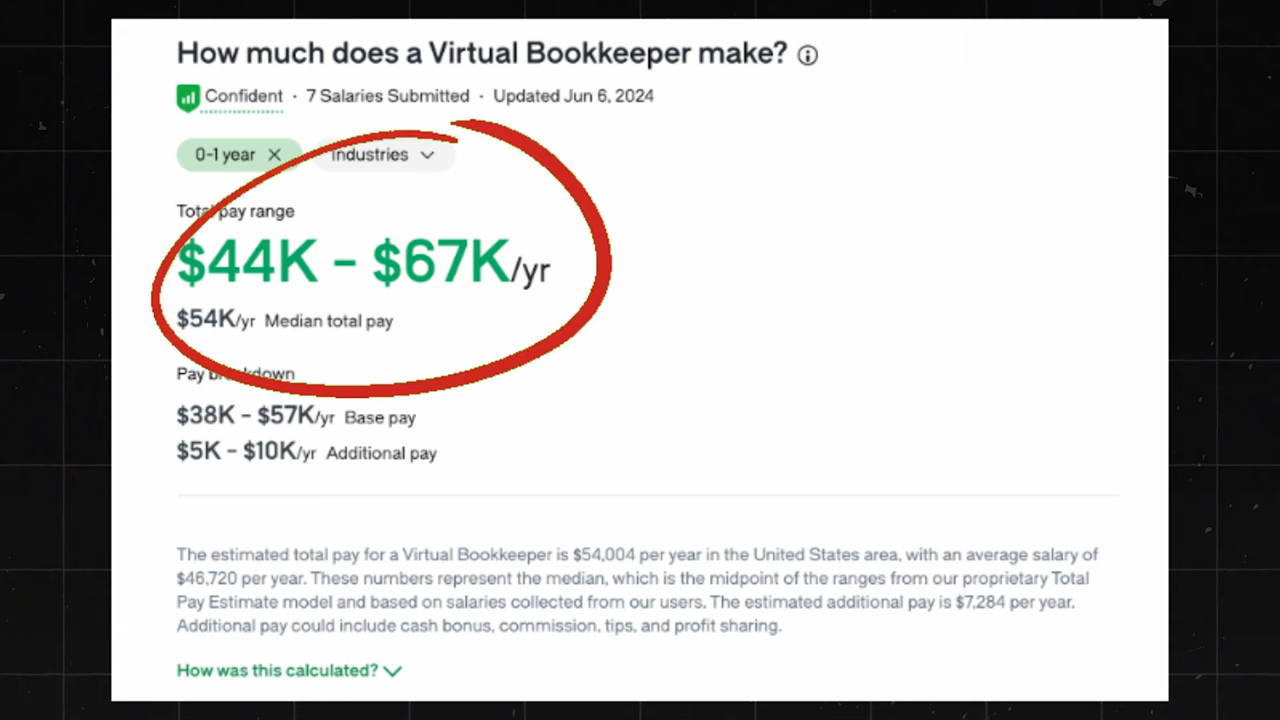 How much does a Virtual Bookkeeper make?
Confident · 7 Salaries Submitted · Updated Jun 6, 2024
0-1 year × Industries
Total pay range
$44K - $67K/yr
$54K/yr Median total pay
Pay breakdown
$38K - $57K/yr Base pay
$5K - $10K/yr Additional pay
The estimated total pay for a Virtual Bookkeeper is $54,004 per year in the United States area, with an average salary of
$46,720 per year. These numbers represent the median, which is the midpoint of the ranges from our proprietary Total
Pay Estimate model and based on salaries collected from our users. The estimated additional pay is $7,284 per year.
Additional pay could include cash bonus, commission, tips, and profit sharing.
How was this calculated?